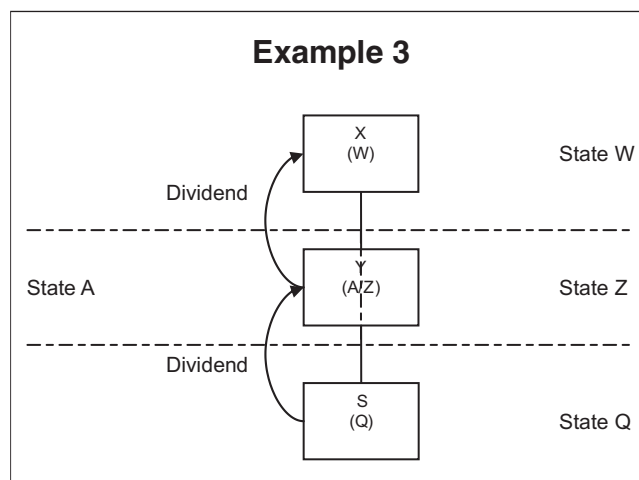 Example 3
X
(W)
State W
Dividend
Y
State A
(A/Z)
State Z
Dividend
S
(Q)
State Q